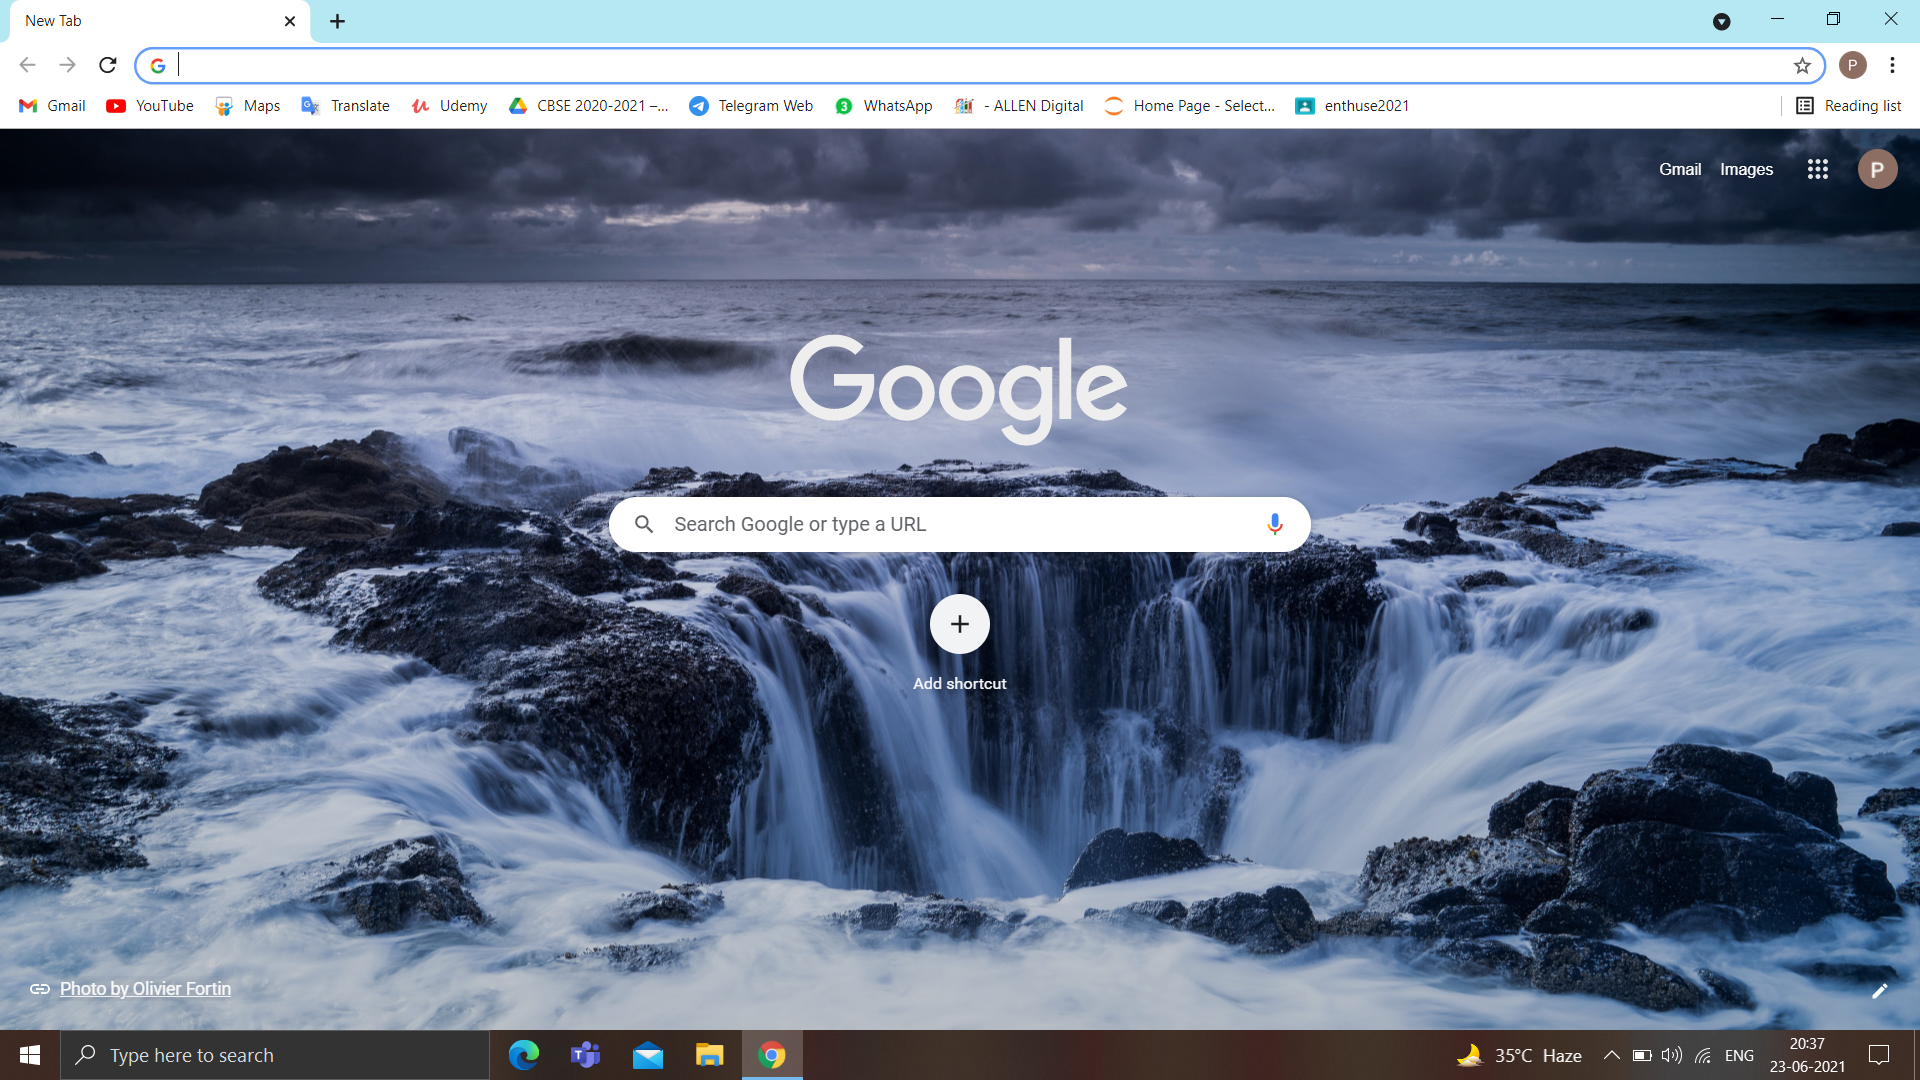 New Tab
Gmail YouTube Maps Translate Udemy CBSE 2020-2021 –... Telegram Web 3 WhatsApp - ALLEN Digital Home Page - Select... enthuse2021 Reading list
P
Gmail Images P
Google
Search Google or type a URL
Add shortcut
Photo by Olivier Fortin
Type here to search 35°C Haze ENG 20:37
23-06-2021